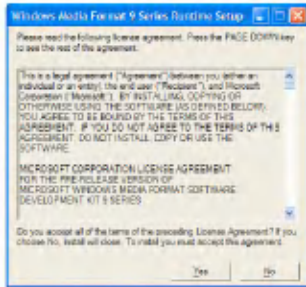 Windows Media Format 9 Series Runtime Setup
Please read the following license agreement. Press the PAGE DOWN key
to see the rest of the agreement.
This is a legal agreement ("Agreement") between you (either an
individual or an entity), the end user ("Recipient"), and Microsoft
Corporation ("Microsoft"). BY INSTALLING, COPYING OR
OTHERWISE USING THE SOFTWARE (AS DEFINED BELOW),
YOU AGREE TO BE BOUND BY THE TERMS OF THIS
AGREEMENT. IF YOU DO NOT AGREE TO THE TERMS OF THIS
AGREEMENT, DO NOT INSTALL, COPY OR USE THE
SOFTWARE.
MICROSOFT CORPORATION LICENSE AGREEMENT
FOR THE PRE-RELEASE VERSION OF
MICROSOFT WINDOWS MEDIA FORMAT SOFTWARE
DEVELOPMENT KIT 9 SERIES
Do you accept all of the terms of the preceding License Agreement? If you
choose No, Install will close. To install you must accept this agreement.
Yes No